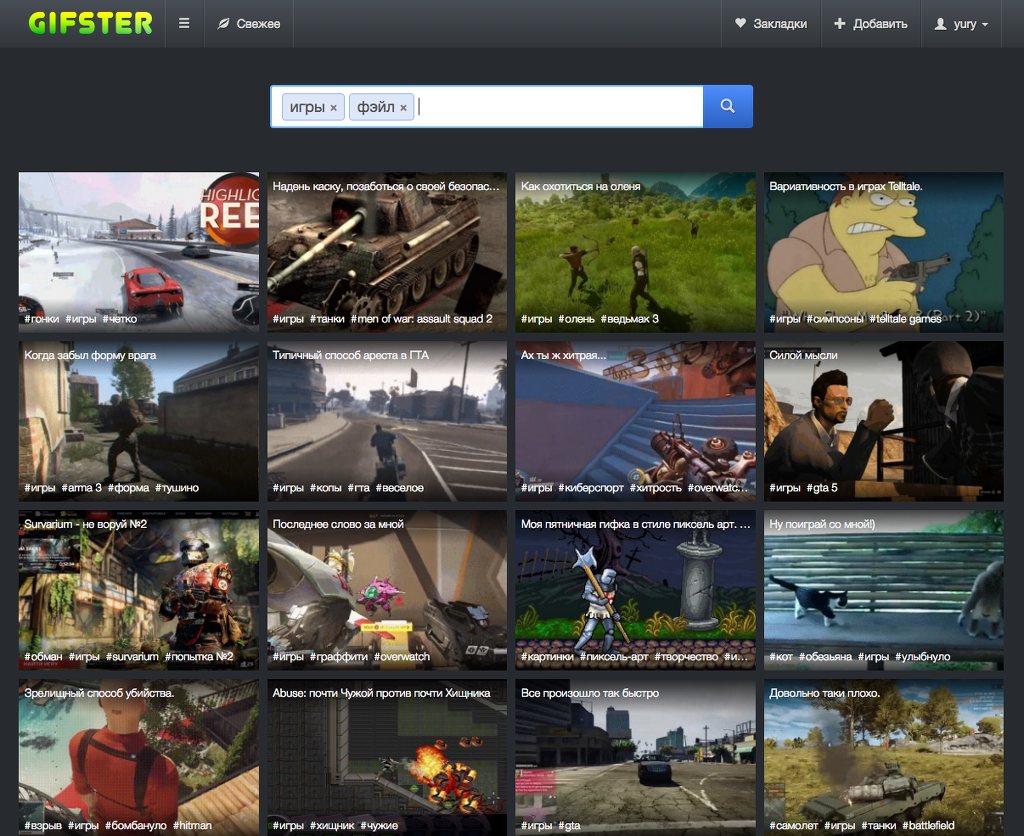 GIFSTER
Свежее
Закладки
Добавить
yury
игры ×
фэйл ×
HIGHLIG
REE
#гонки #игры #чётко
Надень каску, позаботься о своей безопас...
#игры #танки #men of war: assault squad 2
Как охотиться на оленя
#игры #олень #ведьмак 3
Вариативность в играх Telltale.
(Part 2)"
#игры #симпсоны #telltale games
Когда забыл форму врага
#игры #arma 3 #форма #тушино
Типичный способ ареста в ГТА
#игры #копы #гта #веселое
Ах ты ж хитрая...
#игры #киберспорт #хитрость #overwatc...
Силой мысли
#игры #gta 5
Survarium - не воруй №2
#обман #игры #survarium #попытка №2
Последнее слово за мной
#игры #граффити #overwatch
Моя пятничная гифка в стиле пиксель арт. ...
#картинки #пиксель-арт #творчество #и...
Ну поиграй со мной!)
#кот #обезьяна #игры #улыбнуло
Зрелищный способ убийства.
#взрыв #игры #бомбануло #hitman
Abuse: почти Чужой против почти Хищника
#игры #хищник #чужие
Все произошло так быстро
#игры #gta
Довольно таки плохо.
#самолет #игры #танки #battlefield